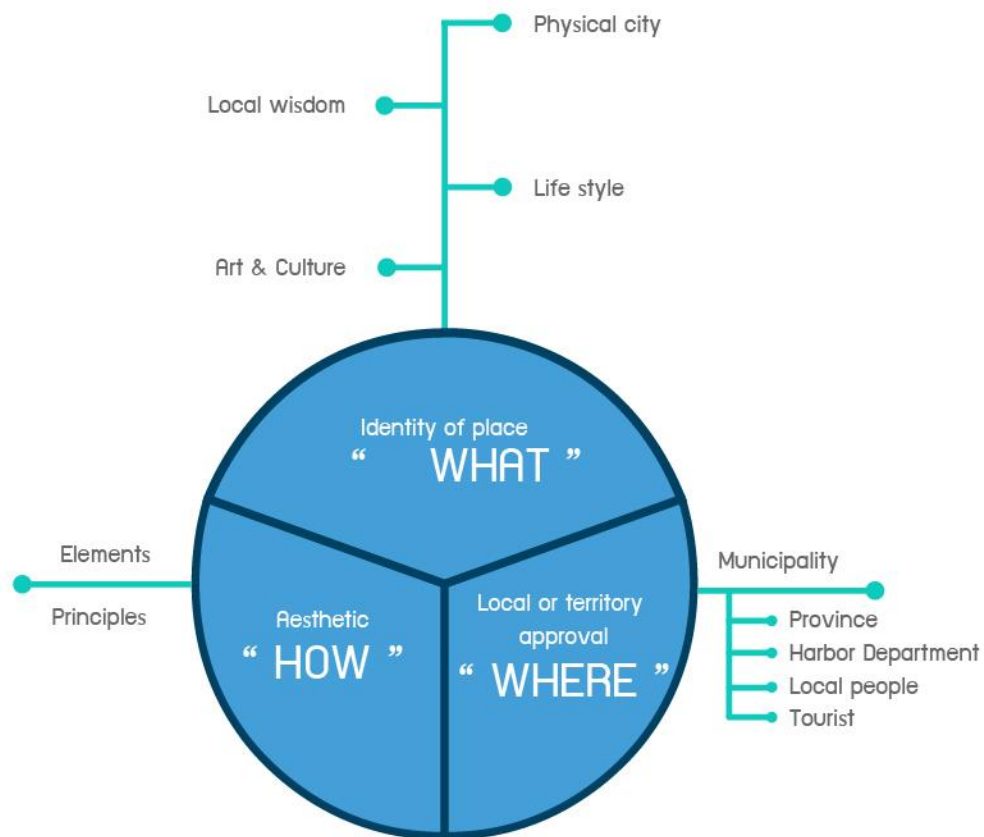 Physical city
Local wisdom
Life style
Art & Culture
Identity of place
“ WHAT ”
Elements
Principles
Aesthetic
“ HOW ”
Local or territory
approval
“ WHERE ”
Municipality
Province
Harbor Department
Local people
Tourist